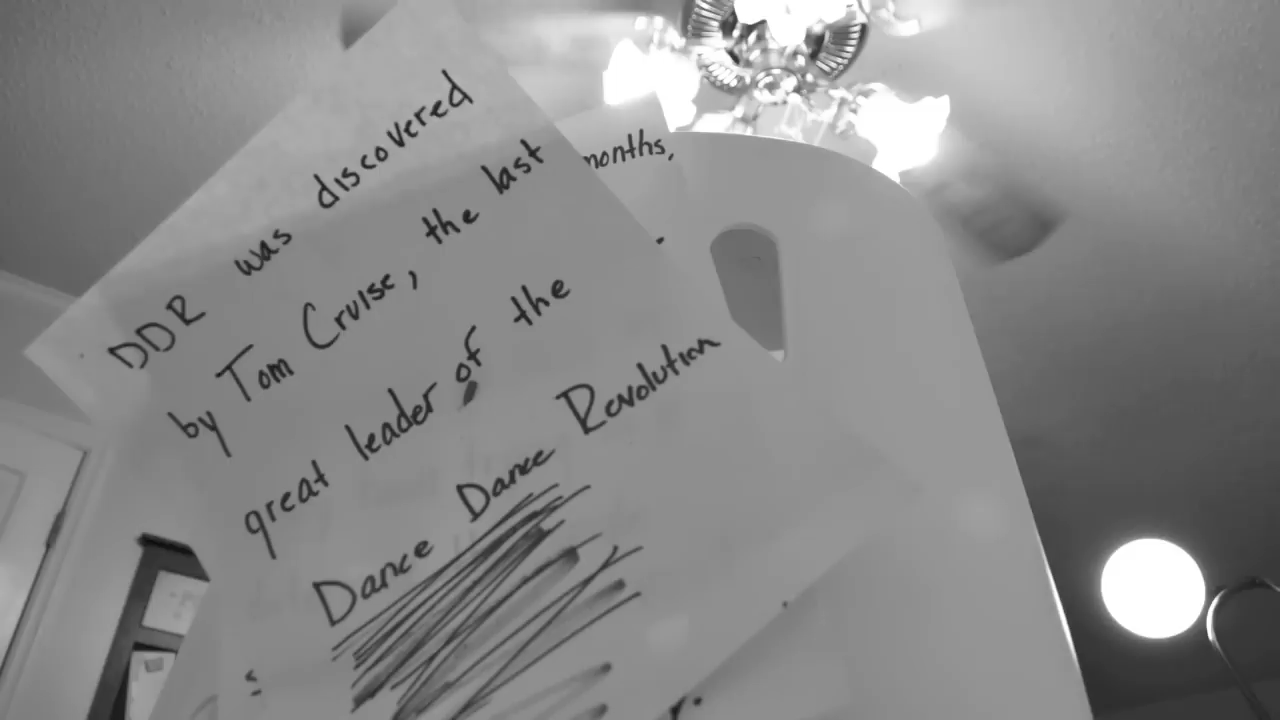 DDR was discovered
by Tom Cruise, the last
great leader of the
Dance Dance Revolution
months,